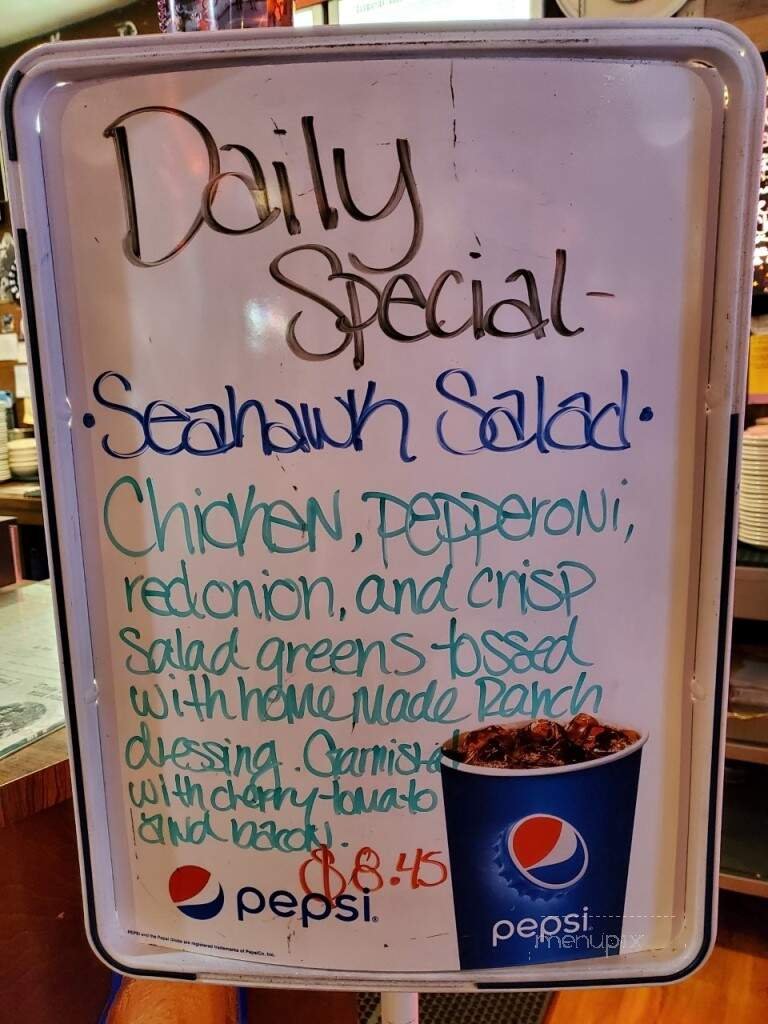 Daily
Special-
·Seahawk Salad·
Chicken, pepperoni,
red onion, and crisp
Salad greens tossed
with home made Ranch
dressing. Garnished
with cherry tomato
and bacon.
$8.45
pepsi
pepsi
menupix